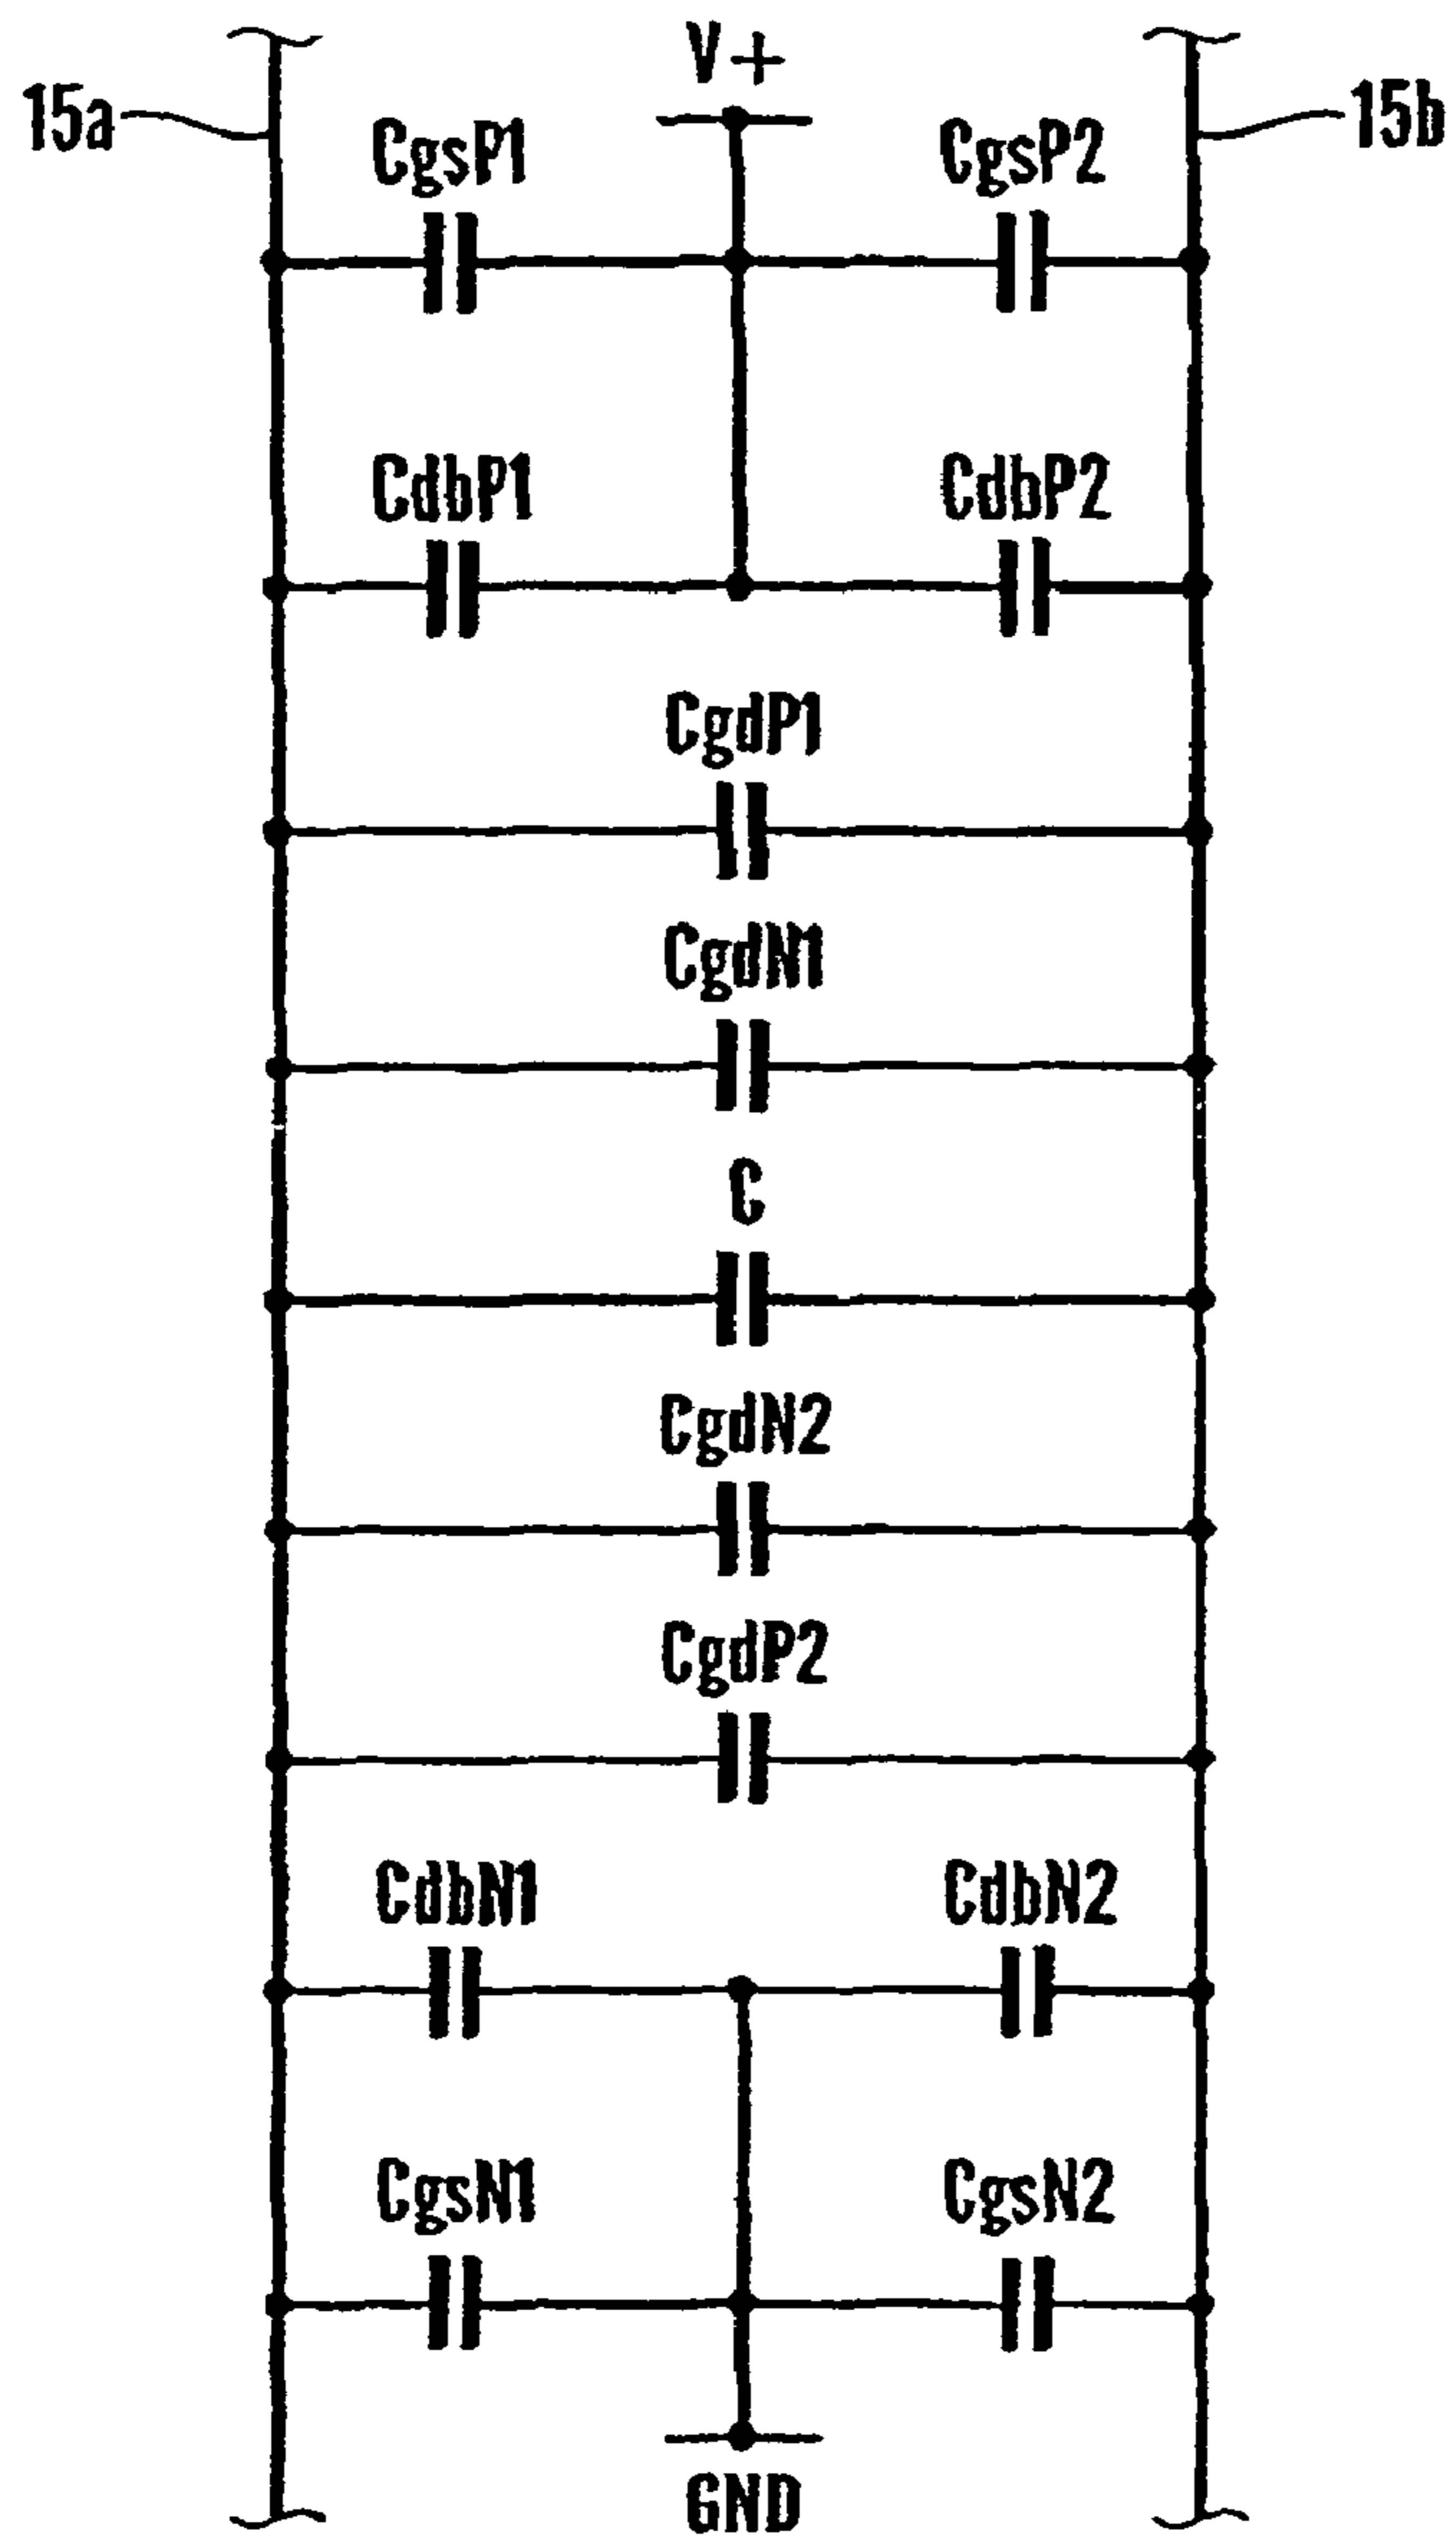 V+
15a
15b
CgsP1
CgsP2
CdbP1
CdbP2
CgdP1
CgdN1
C
CgdN2
CgdP2
CdbN1
CdbN2
CgsN1
CgsN2
GND